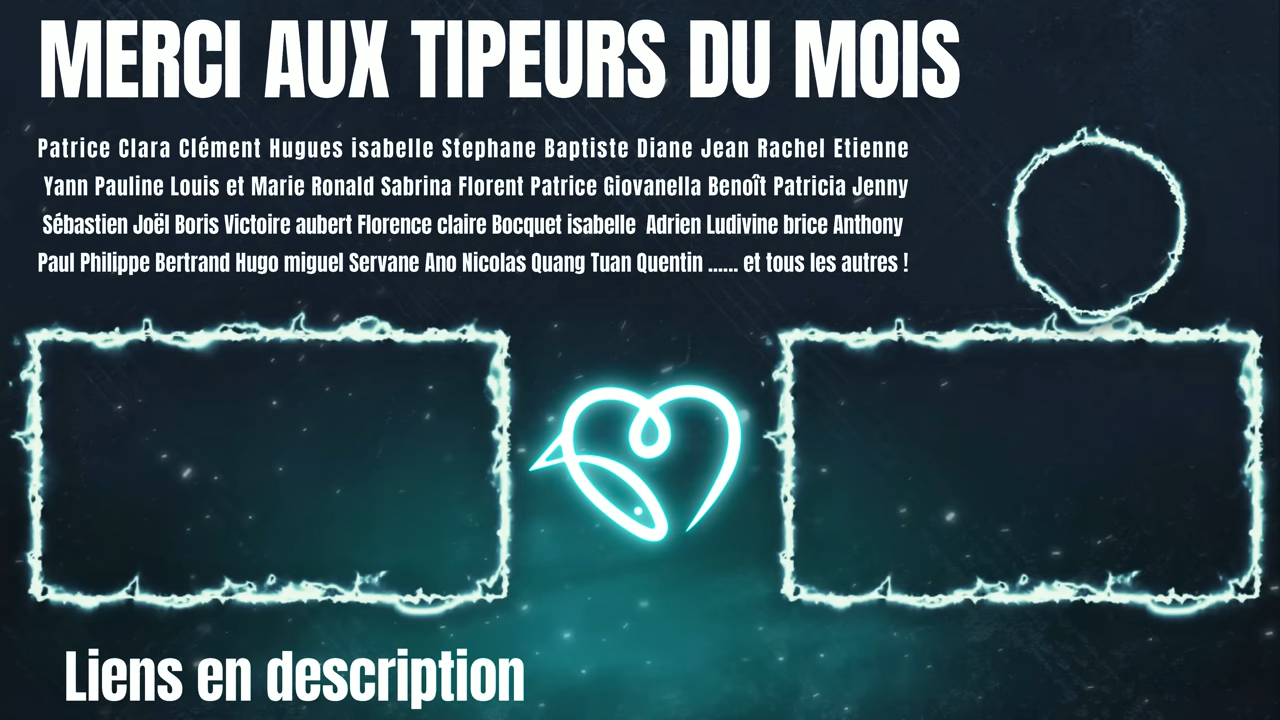 MERCI AUX TIPEURS DU MOIS
Patrice Clara Clément Hugues isabelle Stephane Baptiste Diane Jean Rachel Etienne
Yann Pauline Louis et Marie Ronald Sabrina Florent Patrice Giovanella Benoît Patricia Jenny
Sébastien Joël Boris Victoire aubert Florence claire Bocquet isabelle Adrien Ludivine brice Anthony
Paul Philippe Bertrand Hugo miguel Servane Ano Nicolas Quang Tuan Quentin ...... et tous les autres !
Liens en description